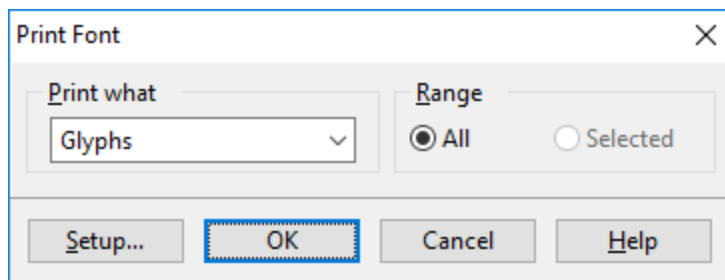 Print Font
Print what
Range
Glyphs
All
Selected
Setup...
OK
Cancel
Help